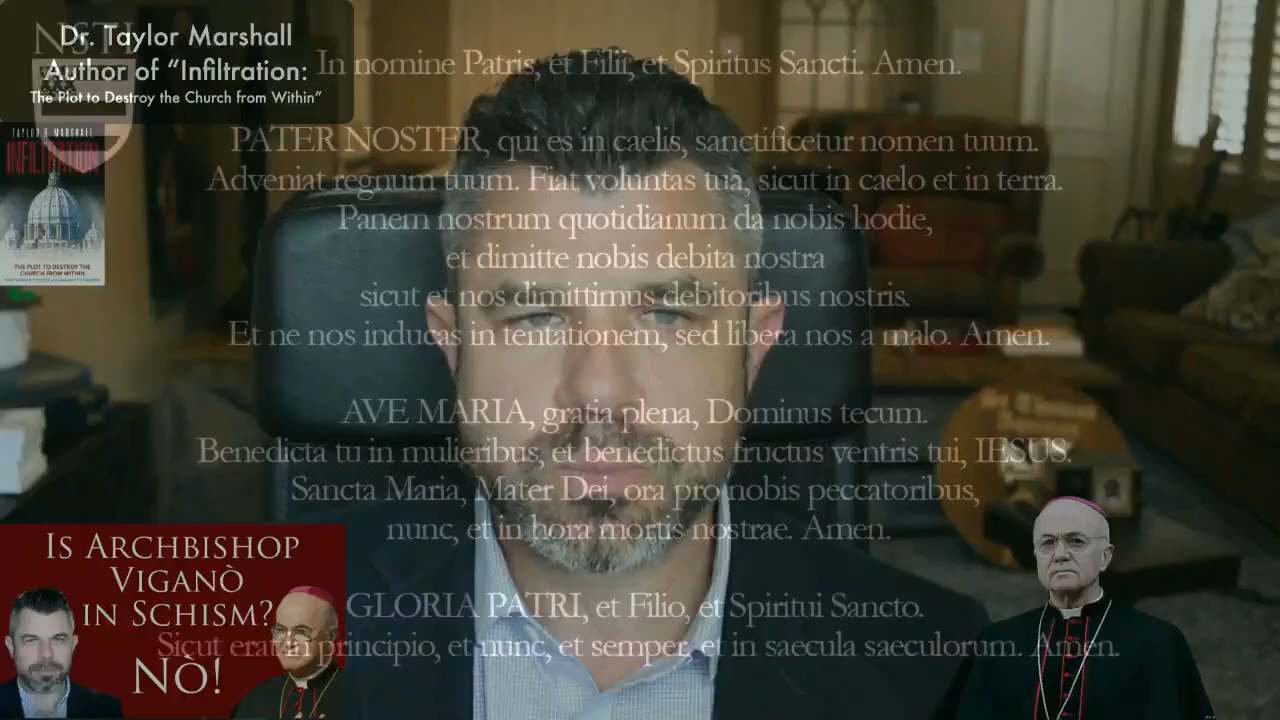 NSTI
Dr. Taylor Marshall
Author of “Infiltration:
The Plot to Destroy the Church from Within”
TAYLOR R MARSHALL
INFILTRATION
THE PLOT TO DESTROY THE
CHURCH FROM WITHIN
In nomine Patris, et Filii, et Spiritus Sancti. Amen.
PATER NOSTER, qui es in caelis, sanctificetur nomen tuum.
Adveniat regnum tuum. Fiat voluntas tua, sicut in caelo et in terra.
Panem nostrum quotidianum da nobis hodie,
et dimitte nobis debita nostra
sicut et nos dimittimus debitoribus nostris.
Et ne nos inducas in tentationem, sed libera nos a malo. Amen.
AVE MARIA, gratia plena, Dominus tecum.
Benedicta tu in mulieribus, et benedictus fructus ventris tui, IESUS.
Sancta Maria, Mater Dei, ora pro nobis peccatoribus,
nunc, et in hora mortis nostrae. Amen.
GLORIA PATRI, et Filio, et Spiritui Sancto.
Sicut erat in principio, et nunc, et semper, et in saecula saeculorum. Amen.
IS ARCHBISHOP
VIGANÒ
IN SCHISM?
NÒ!